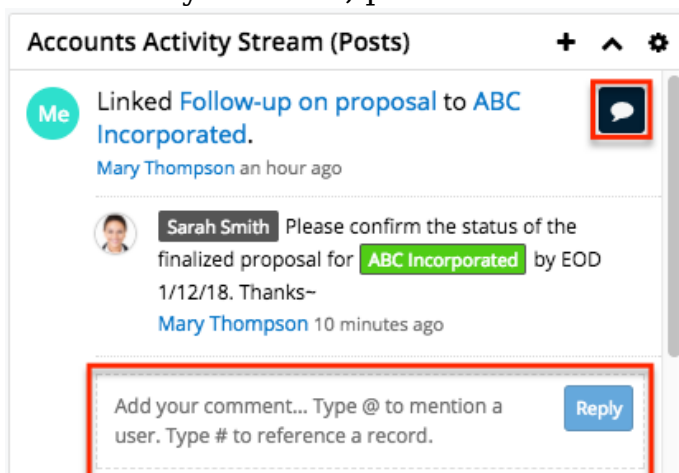 Accounts Activity Stream (Posts)
Me
Linked Follow-up on proposal to ABC
Incorporated.
Mary Thompson an hour ago
Sarah Smith Please confirm the status of the
finalized proposal for ABC Incorporated by EOD
1/12/18. Thanks~
Mary Thompson 10 minutes ago
Add your comment... Type @ to mention a
user. Type # to reference a record.
Reply